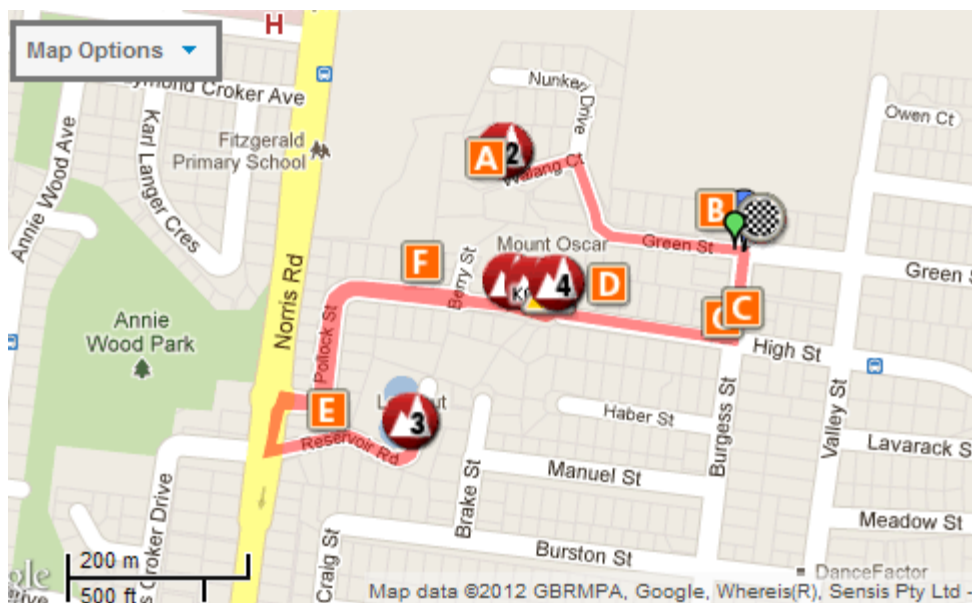 H
Map Options
ymond Croker Ave
Nunkeri Drive
Owen Ct
Karl Langer Cres
Fitzgerald
Primary School
Annie Wood Ave
A
2
Walang Ct
B
Green St
Green S
Mount Oscar
F
Berry St
4
D
C
Norris Rd
Annie
Wood Park
Pollock St
High St
E
3
Reservoir Rd
Haber St
Burgess St
Valley St
Lavarack S
Manuel St
Brake St
Croker Drive
Meadow St
Burston St
Craig St
200 m
500 ft
DanceFactor
Map data ©2012 GBRMPA, Google, Whereis(R), Sensis Pty Ltd -